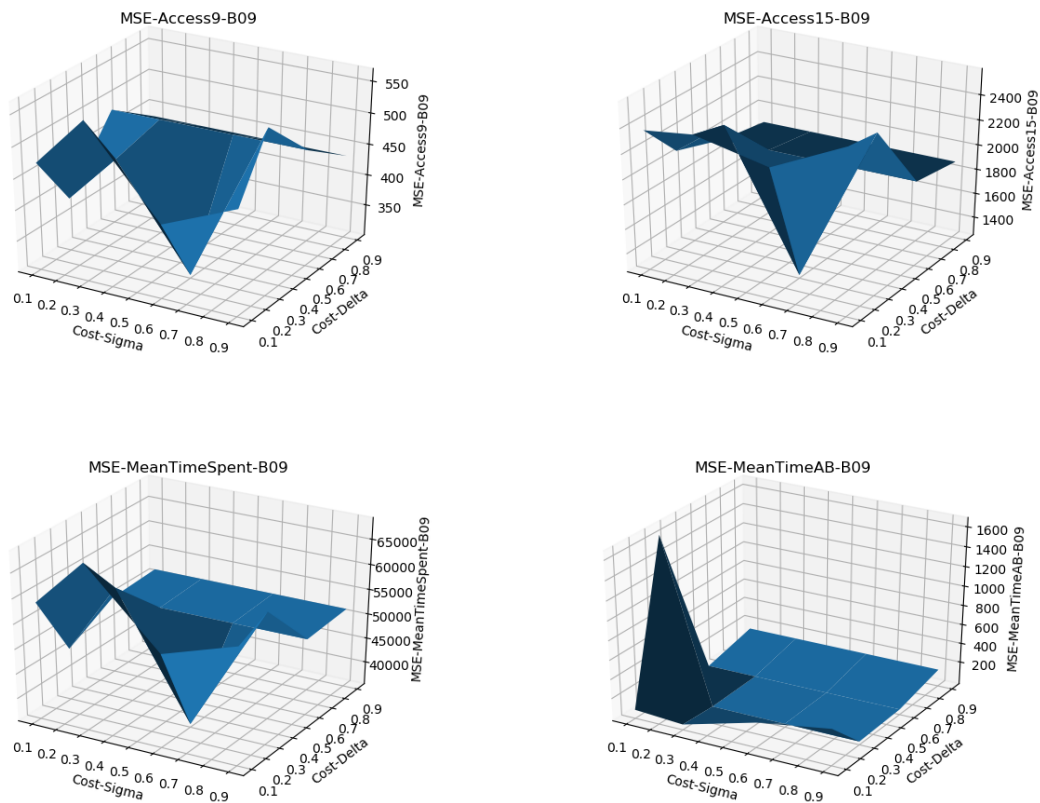 MSE-Access9-B09
550
500
450
400
350
MSE-Access9-B09
0.1 0.2 0.3 0.4 0.5 0.6 0.7 0.8 0.9
Cost-Sigma
0.1 0.2 0.3 0.4 0.5 0.6 0.7 0.8 0.9
Cost-Delta
MSE-Access15-B09
2400
2200
2000
1800
1600
1400
MSE-Access15-B09
0.1 0.2 0.3 0.4 0.5 0.6 0.7 0.8 0.9
Cost-Sigma
0.1 0.2 0.3 0.4 0.5 0.6 0.7 0.8 0.9
Cost-Delta
MSE-MeanTimeSpent-B09
65000
60000
55000
50000
45000
40000
MSE-MeanTimeSpent-B09
0.1 0.2 0.3 0.4 0.5 0.6 0.7 0.8 0.9
Cost-Sigma
0.1 0.2 0.3 0.4 0.5 0.6 0.7 0.8 0.9
Cost-Delta
MSE-MeanTimeAB-B09
1600
1400
1200
1000
800
600
400
200
MSE-MeanTimeAB-B09
0.1 0.2 0.3 0.4 0.5 0.6 0.7 0.8 0.9
Cost-Sigma
0.1 0.2 0.3 0.4 0.5 0.6 0.7 0.8 0.9
Cost-Delta